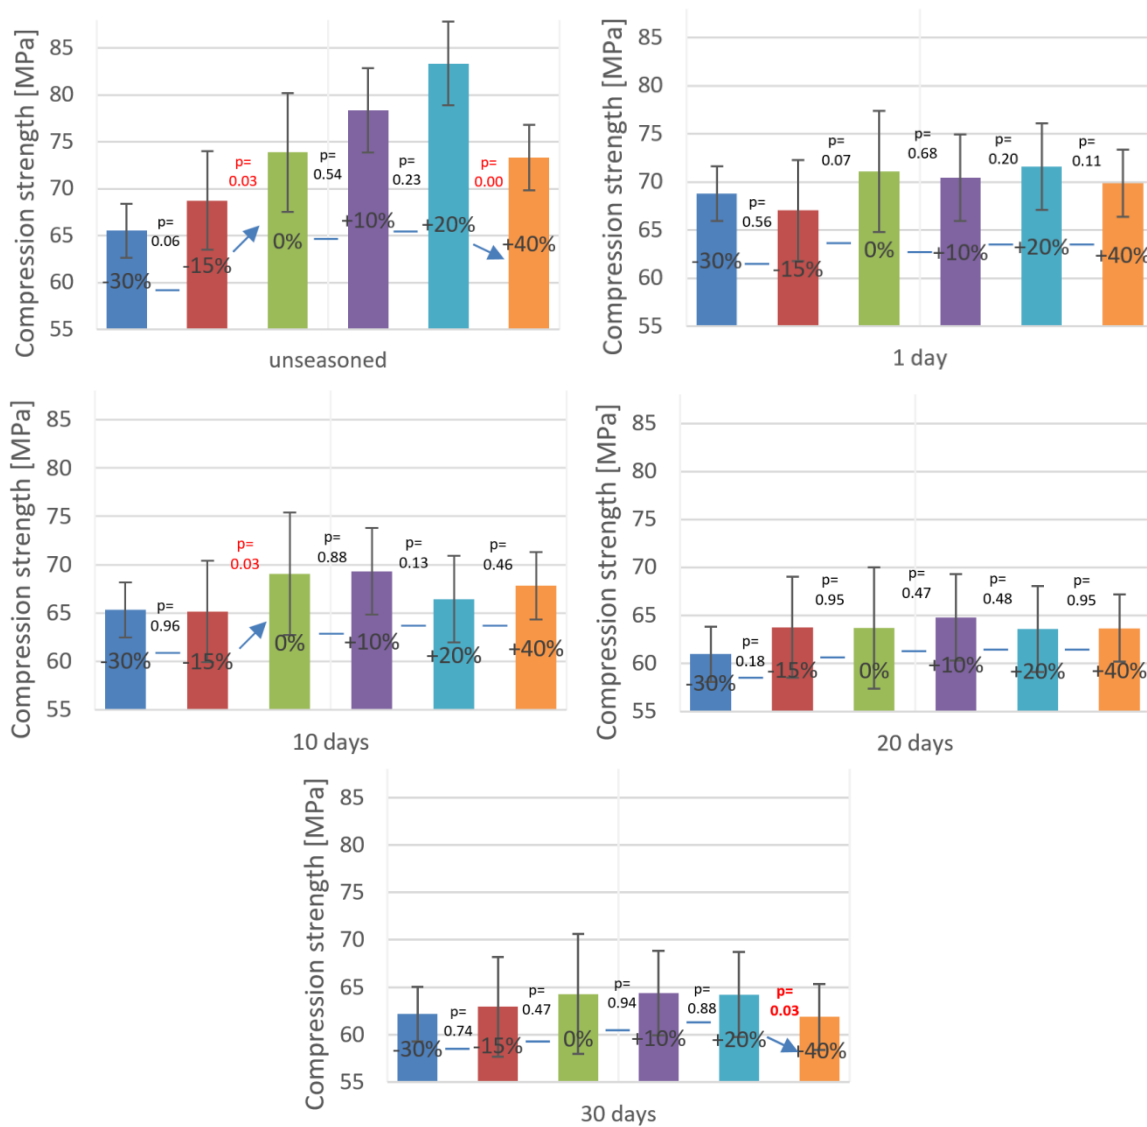 Compression strength [MPa]
85
80
75
70
65
60
55
p=
0.06
p=
0.03
p=
0.54
p=
0.23
p=
0.00
-30%
-15%
0%
+10%
+20%
+40%
unseasoned
Compression strength [MPa]
85
80
75
70
65
60
55
p=
0.56
p=
0.07
p=
0.68
p=
0.20
p=
0.11
-30%
-15%
0%
+10%
+20%
+40%
1 day
Compression strength [MPa]
85
80
75
70
65
60
55
p=
0.96
p=
0.03
p=
0.88
p=
0.13
p=
0.46
-30%
-15%
0%
+10%
+20%
+40%
10 days
Compression strength [MPa]
85
80
75
70
65
60
55
p=
0.18
p=
0.95
p=
0.47
p=
0.48
p=
0.95
-30%
-15%
0%
+10%
+20%
+40%
20 days
Compression strength [MPa]
85
80
75
70
65
60
55
p=
0.74
p=
0.47
p=
0.94
p=
0.88
p=
0.03
-30%
-15%
0%
+10%
+20%
+40%
30 days